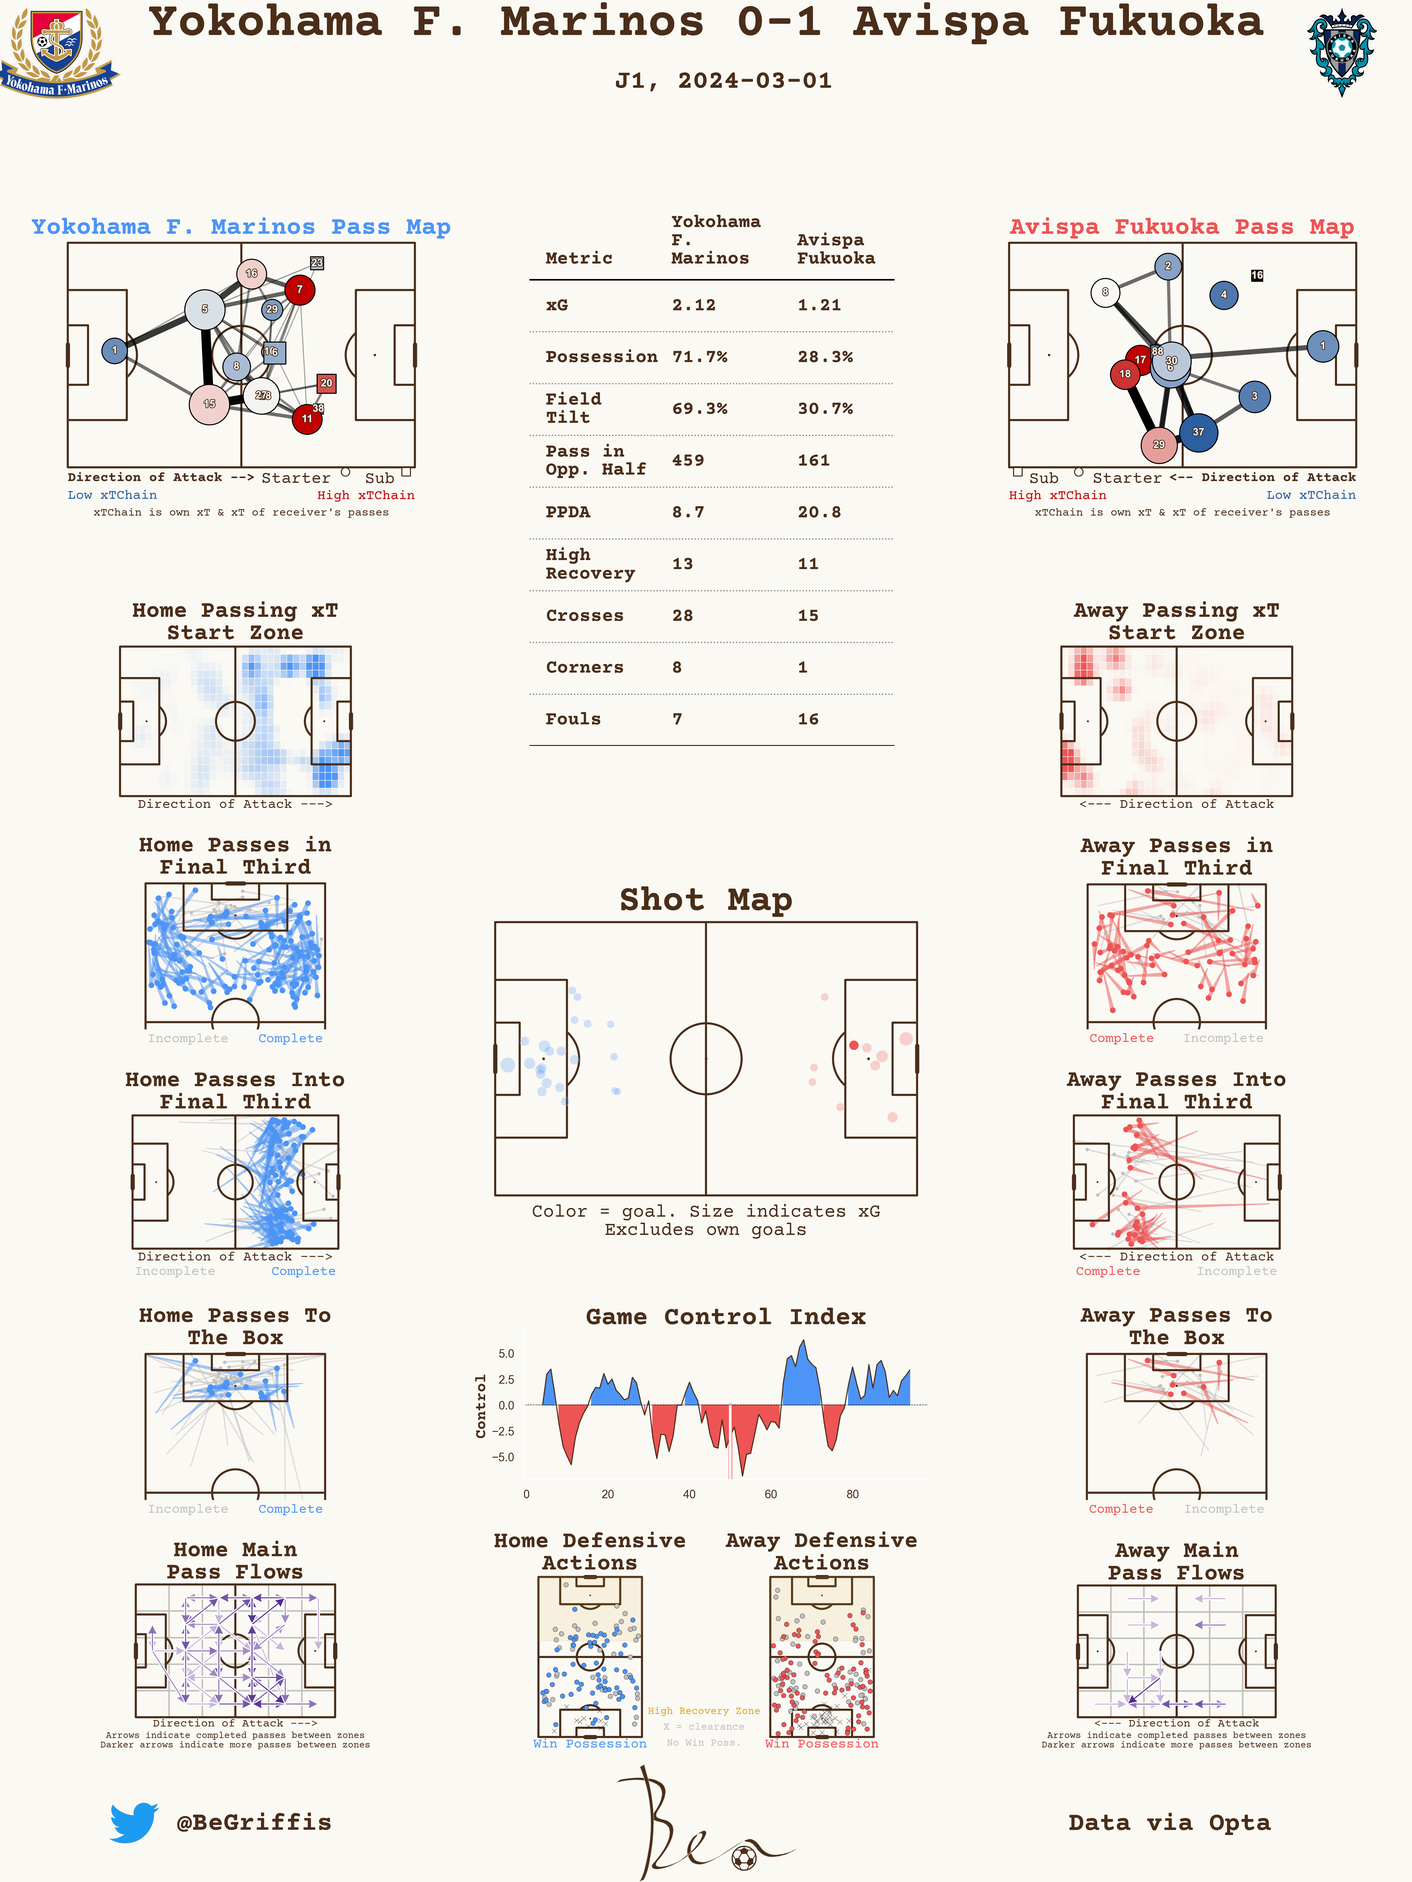 Yokohama F. Marinos 0-1 Avispa Fukuoka
J1, 2024-03-01
Yokohama F·Marinos
Yokohama F. Marinos Pass Map
23
16
7
5
29
1
8
6
20
278
15
38
11
Direction of Attack --> Starter Sub
Low xTChain High xTChain
xTChain is own xT & xT of receiver's passes
Metric Yokohama F. Marinos Avispa Fukuoka
xG 2.12 1.21
Possession 71.7% 28.3%
Field Tilt 69.3% 30.7%
Pass in Opp. Half 459 161
PPDA 8.7 20.8
High Recovery 13 11
Crosses 28 15
Corners 8 1
Fouls 7 16
Avispa Fukuoka Pass Map
2
16
8
4
88
17
30
6
1
18
3
37
29
Sub Starter <-- Direction of Attack
High xTChain Low xTChain
xTChain is own xT & xT of receiver's passes
Home Passing xT
Start Zone
Direction of Attack --->
Away Passing xT
Start Zone
<--- Direction of Attack
Home Passes in
Final Third
Incomplete Complete
Away Passes in
Final Third
Complete Incomplete
Shot Map
Color = goal. Size indicates xG
Excludes own goals
Home Passes Into
Final Third
Direction of Attack --->
Incomplete Complete
Away Passes Into
Final Third
<--- Direction of Attack
Complete Incomplete
Home Passes To
The Box
Incomplete Complete
Game Control Index
Control
5.0
2.5
0.0
−2.5
−5.0
0 20 40 60 80
Away Passes To
The Box
Complete Incomplete
Home Main
Pass Flows
Direction of Attack --->
Arrows indicate completed passes between zones
Darker arrows indicate more passes between zones
Home Defensive
Actions
Win Possession
High Recovery Zone
X = clearance
No Win Poss.
Away Defensive
Actions
Win Possession
Away Main
Pass Flows
<--- Direction of Attack
Arrows indicate completed passes between zones
Darker arrows indicate more passes between zones
@BeGriffis
Ben
Data via Opta